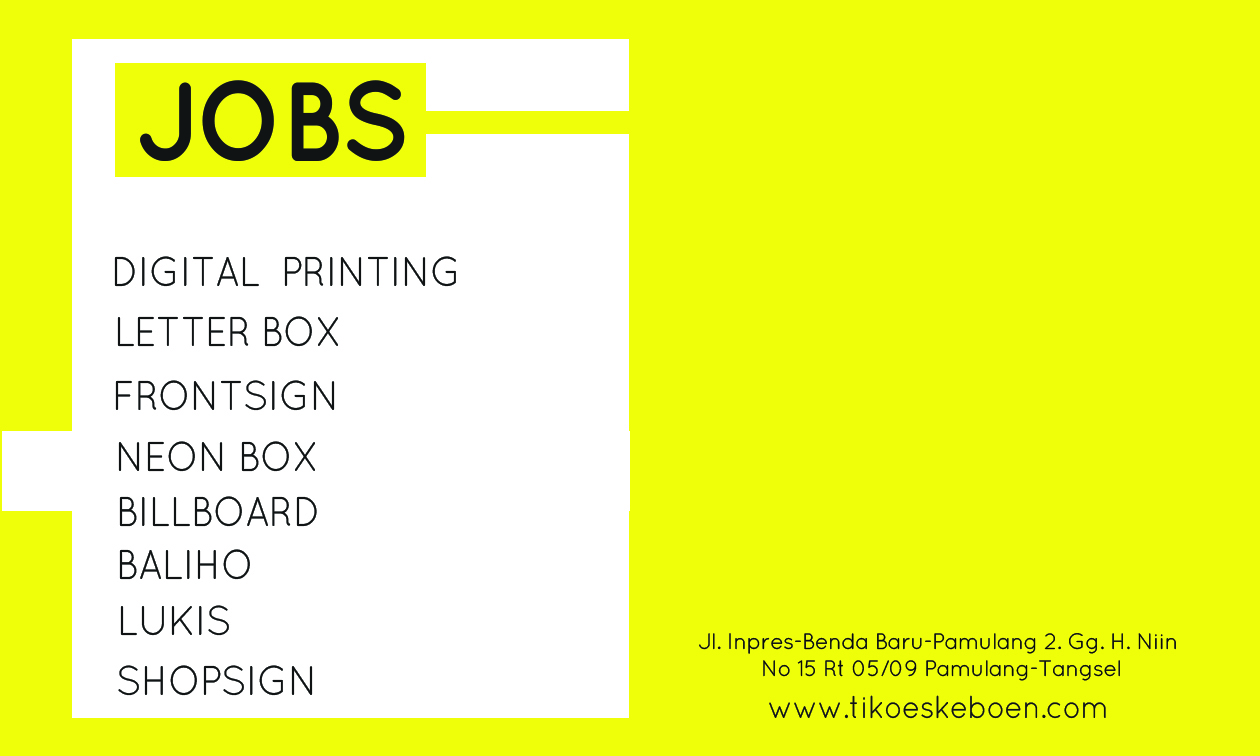 JOBS
DIGITAL PRINTING
LETTER BOX
FRONTSIGN
NEON BOX
BILLBOARD
BALIHO
LUKIS
SHOPSIGN
Jl. Inpres-Benda Baru-Pamulang 2. Gg. H. Niin
No 15 Rt 05/09 Pamulang-Tangsel
www.tikoeskeboen.com